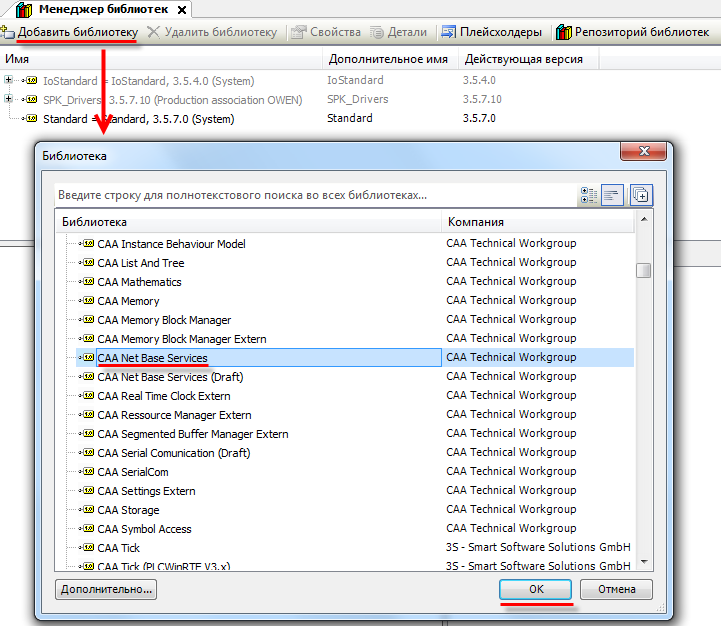 Менеджер библиотек
Добавить библиотеку Удалить библиотеку Свойства Детали Плейсхолдеры Репозиторий библиотек
Имя Дополнительное имя Действующая версия
IoStandard = IoStandard, 3.5.4.0 (System) IoStandard 3.5.4.0
SPK_Drivers, 3.5.7.10 (Production association OWEN) SPK_Drivers 3.5.7.10
Standard = Standard, 3.5.7.0 (System) Standard 3.5.7.0
Библиотека
Введите строку для полнотекстового поиска во всех библиотеках...
Библиотека Компания
CAA Instance Behaviour Model CAA Technical Workgroup
CAA List And Tree CAA Technical Workgroup
CAA Mathematics CAA Technical Workgroup
CAA Memory CAA Technical Workgroup
CAA Memory Block Manager CAA Technical Workgroup
CAA Memory Block Manager Extern CAA Technical Workgroup
CAA Net Base Services CAA Technical Workgroup
CAA Net Base Services (Draft) CAA Technical Workgroup
CAA Real Time Clock Extern CAA Technical Workgroup
CAA Ressource Manager Extern CAA Technical Workgroup
CAA Segmented Buffer Manager Extern CAA Technical Workgroup
CAA Serial Comunication (Draft) CAA Technical Workgroup
CAA SerialCom CAA Technical Workgroup
CAA Settings Extern CAA Technical Workgroup
CAA Storage CAA Technical Workgroup
CAA Symbol Access CAA Technical Workgroup
CAA Tick 3S - Smart Software Solutions GmbH
CAA Tick (PLCWinRTE V3.x) 3S - Smart Software Solutions GmbH
Дополнительно... OK Отмена